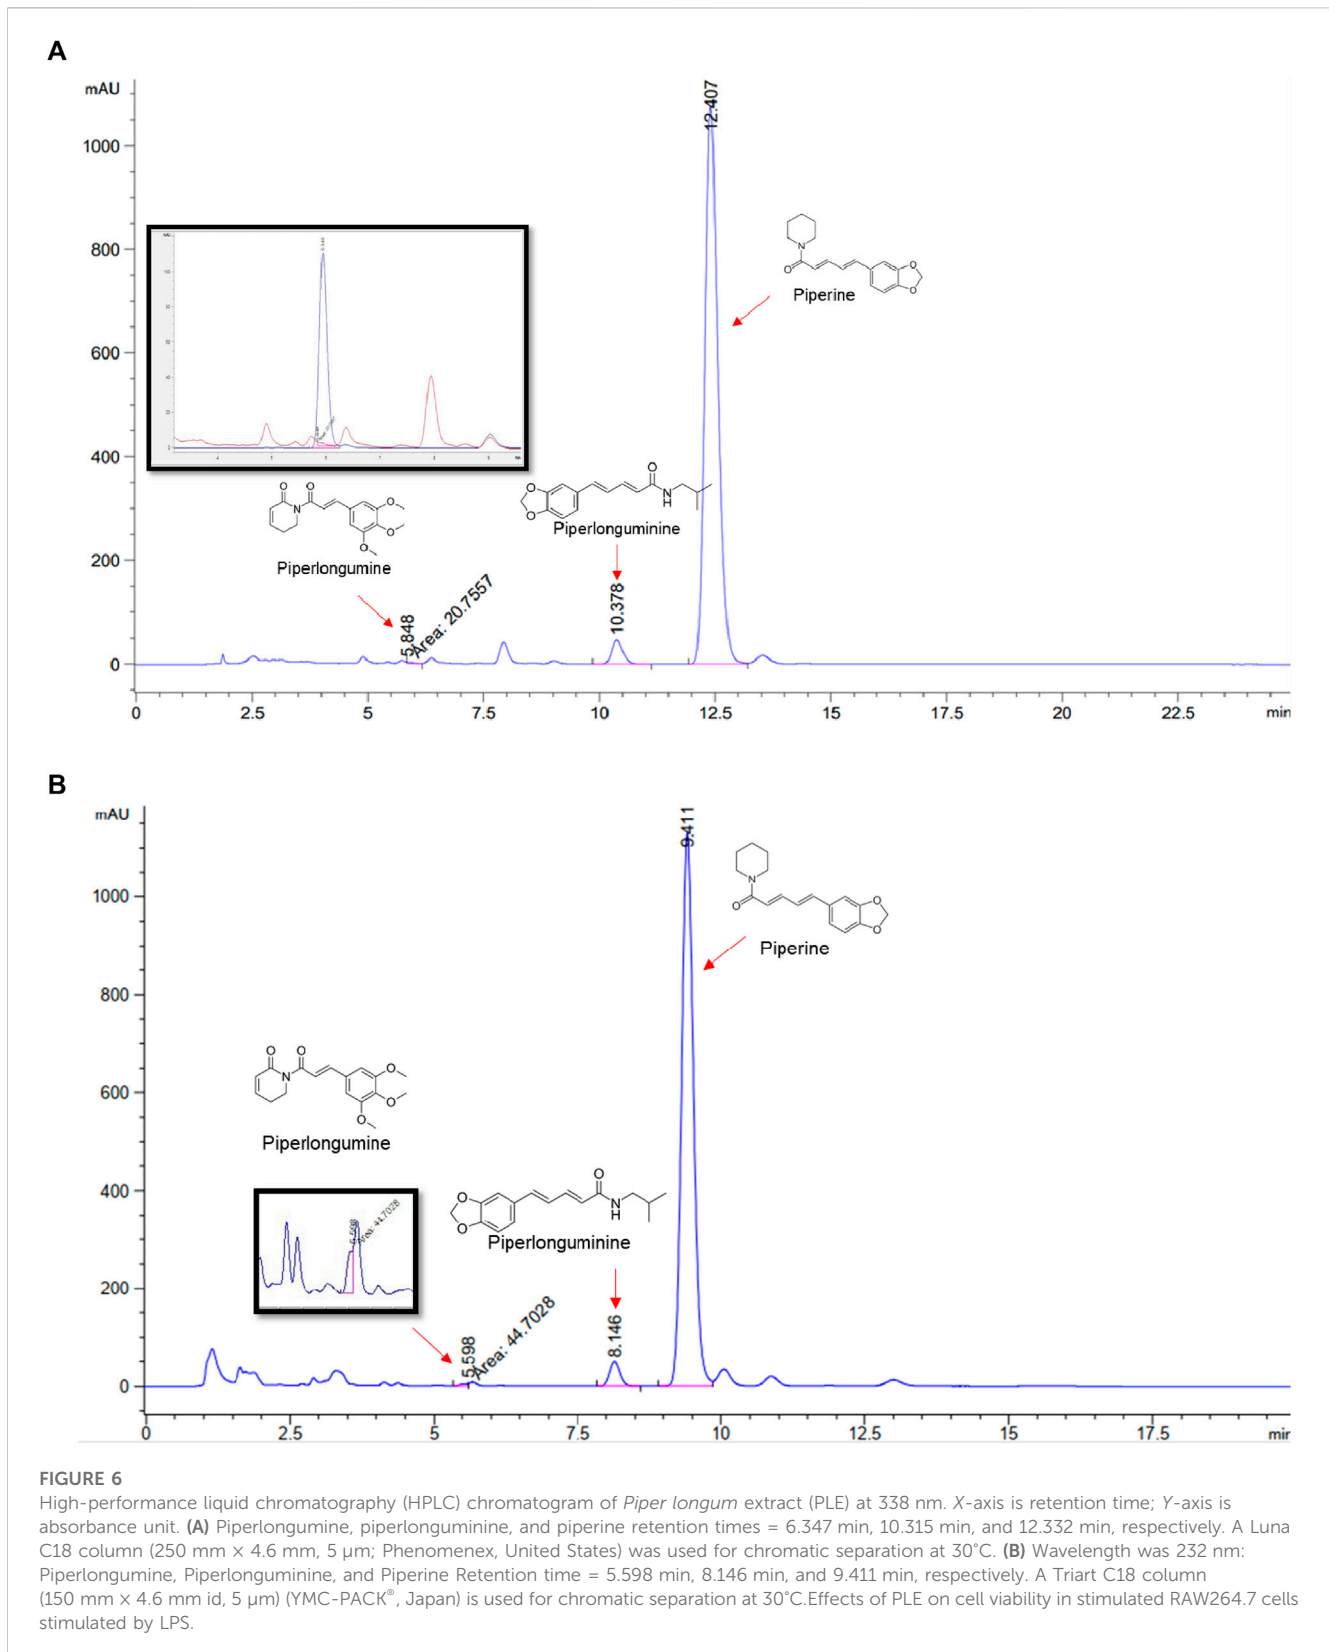 A
mAU
1000
800
600
400
200
0
12.407
Piperine
N
O
O
O
Piperlonguminine
O
O
O
N
H
Piperlongumine
O
O
N
O
O
O
10.378
5.848
Area: 20.7557
0 2.5 5 7.5 10 12.5 15 17.5 20 22.5 min
B
mAU
1000
800
600
400
200
0
9.411
N
O
O
O
Piperine
O
O
N
O
O
O
Piperlongumine
5.598
Area: 44.7028
O
O
O
N
H
Piperlonguminine
8.146
5.598
Area: 44.7028
0 2.5 5 7.5 10 12.5 15 17.5 min
FIGURE 6
High-performance liquid chromatography (HPLC) chromatogram of Piper longum extract (PLE) at 338 nm. X-axis is retention time; Y-axis is
absorbance unit. (A) Piperlongumine, piperlonguminine, and piperine retention times = 6.347 min, 10.315 min, and 12.332 min, respectively. A Luna
C18 column (250 mm × 4.6 mm, 5 µm; Phenomenex, United States) was used for chromatic separation at 30°C. (B) Wavelength was 232 nm:
Piperlongumine, Piperlonguminine, and Piperine Retention time = 5.598 min, 8.146 min, and 9.411 min, respectively. A Triart C18 column
(150 mm × 4.6 mm id, 5 µm) (YMC-PACK®, Japan) is used for chromatic separation at 30°C.Effects of PLE on cell viability in stimulated RAW264.7 cells
stimulated by LPS.